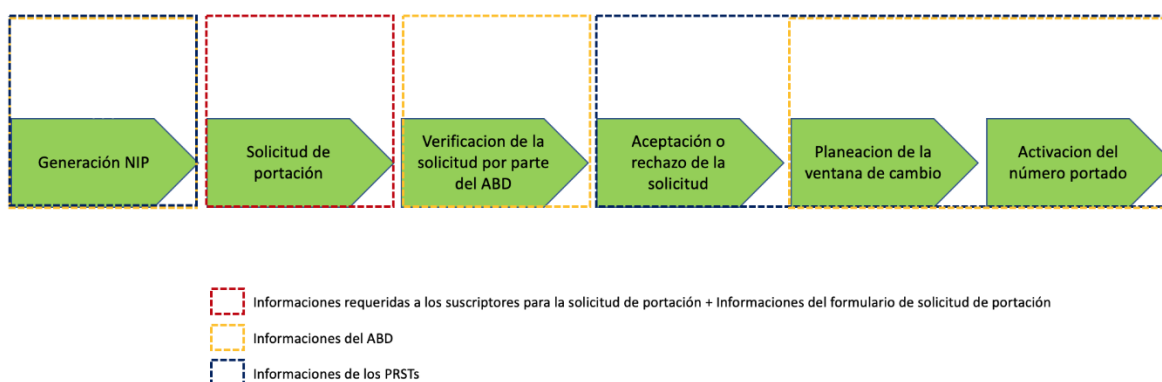 Generación NIP
Solicitud de
portación
Verificacion de la
solicitud por parte
del ABD
Aceptación o
rechazo de la
solicitud
Planeacion de la
ventana de cambio
Activacion del
número portado
Informaciones requeridas a los suscriptores para la solicitud de portación + Informaciones del formulario de solicitud de portación
Informaciones del ABD
Informaciones de los PRSTs